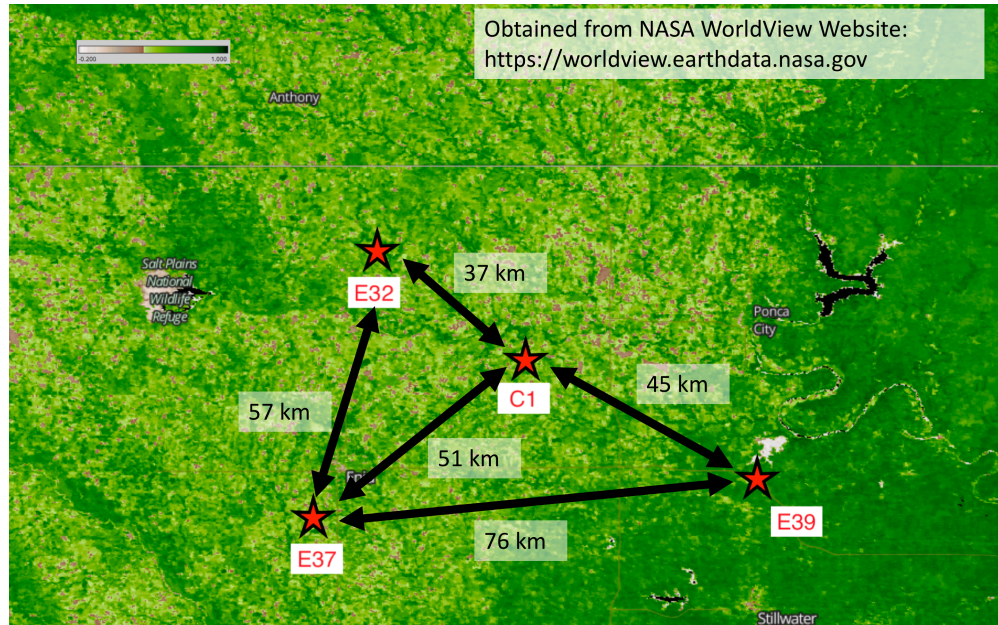 Obtained from NASA WorldView Website:
https://worldview.earthdata.nasa.gov
-0.200 1.000
Anthony
Salt Plains
National
Wildlife
Refuge
E32
37 km
Ponca
City
C1
45 km
57 km
51 km
Enid
E37
E39
76 km
Stillwater